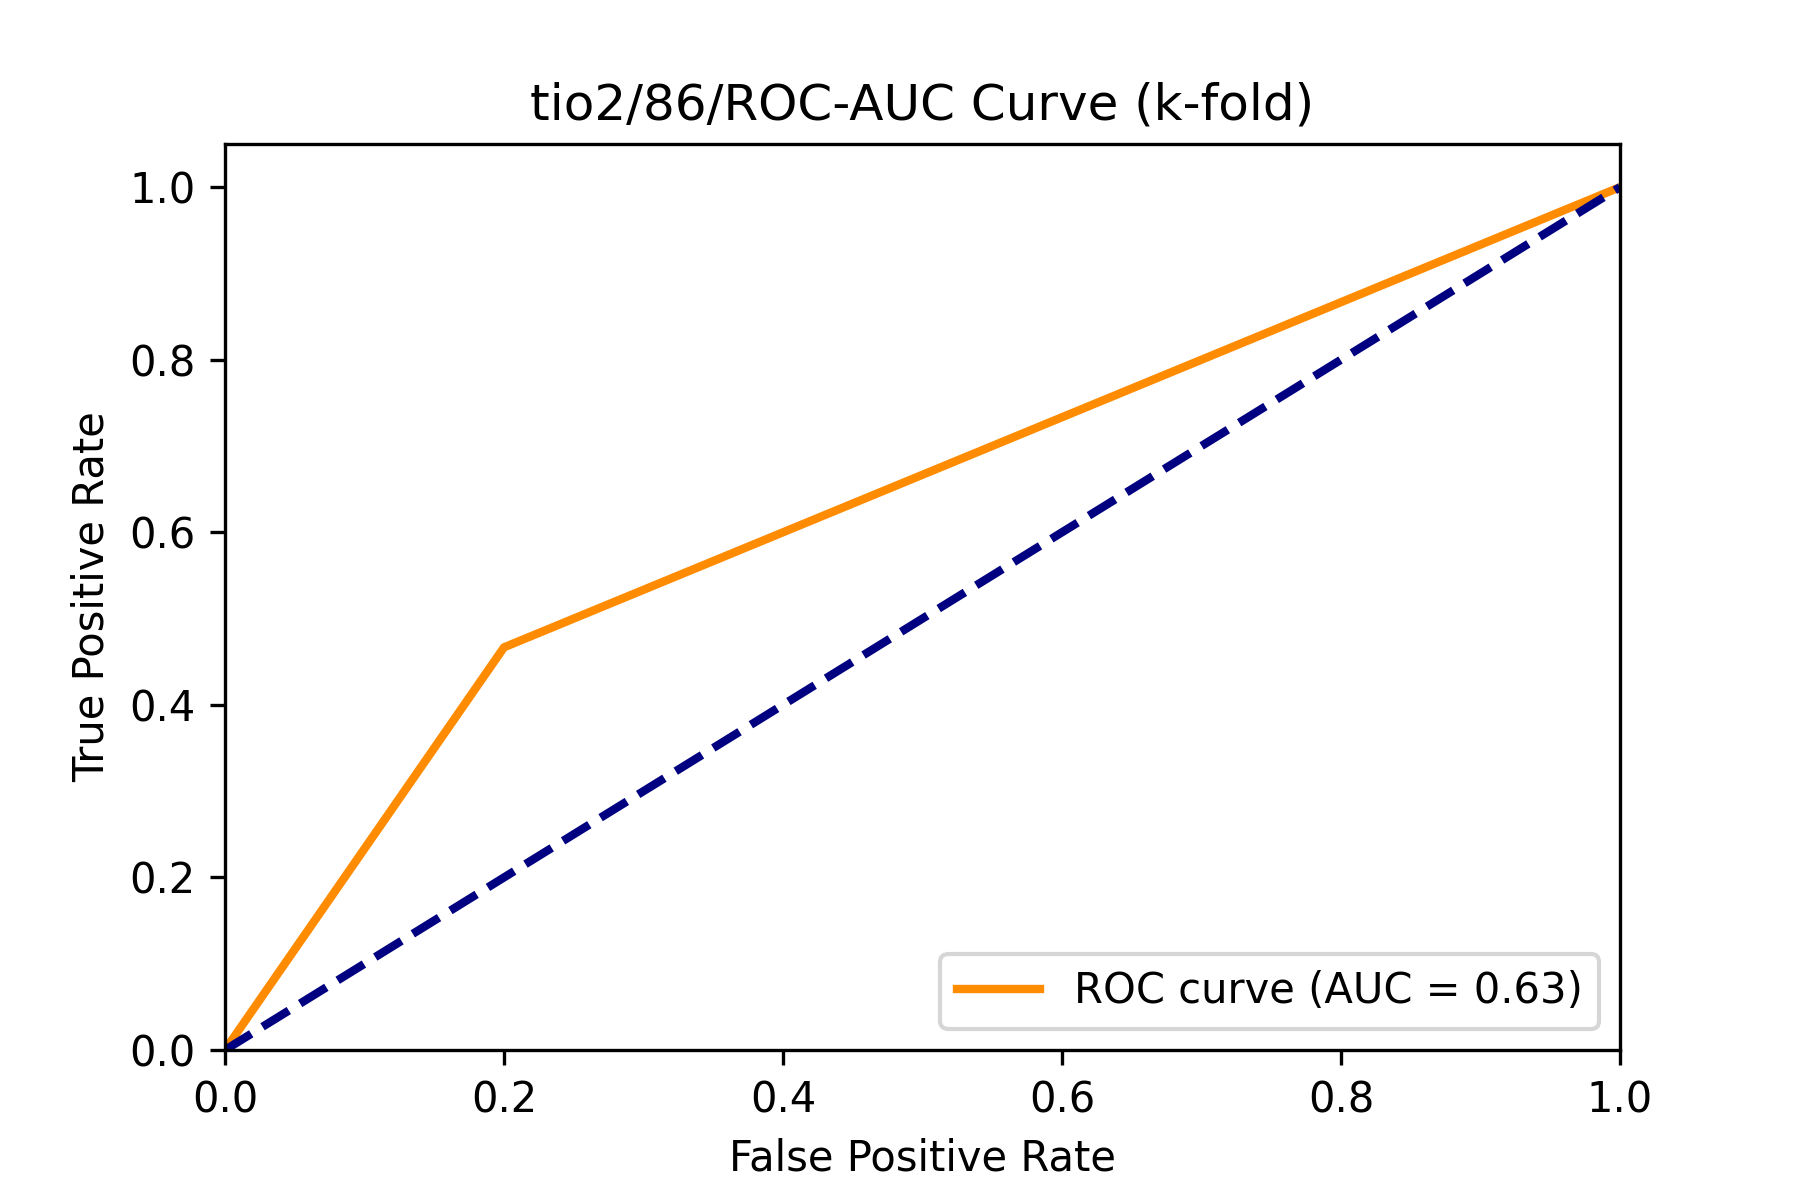 tio2/86/ROC-AUC Curve (k-fold)
1.0
0.8
0.6
0.4
0.2
0.0
True Positive Rate
ROC curve (AUC = 0.63)
0.0 0.2 0.4 0.6 0.8 1.0
False Positive Rate